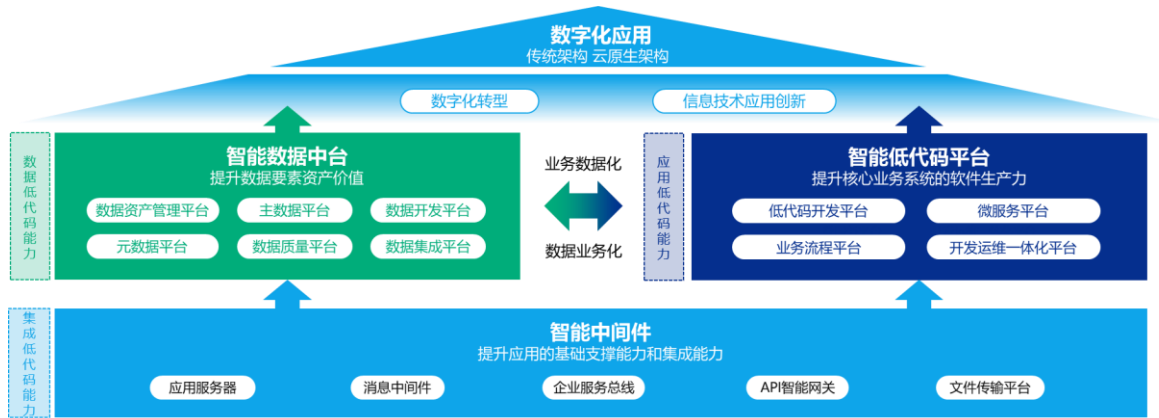 数字化应用
传统架构 云原生架构
数字化转型
信息技术应用创新
数据低代码能力
智能数据中台
提升数据要素资产价值
数据资产管理平台
主数据平台
数据开发平台
元数据平台
数据质量平台
数据集成平台
业务数据化
数据业务化
应用低代码能力
智能低代码平台
提升核心业务系统的软件生产力
低代码开发平台
微服务平台
业务流程平台
开发运维一体化平台
集成低代码能力
智能中间件
提升应用的基础支撑能力和集成能力
应用服务器
消息中间件
企业服务总线
API智能网关
文件传输平台